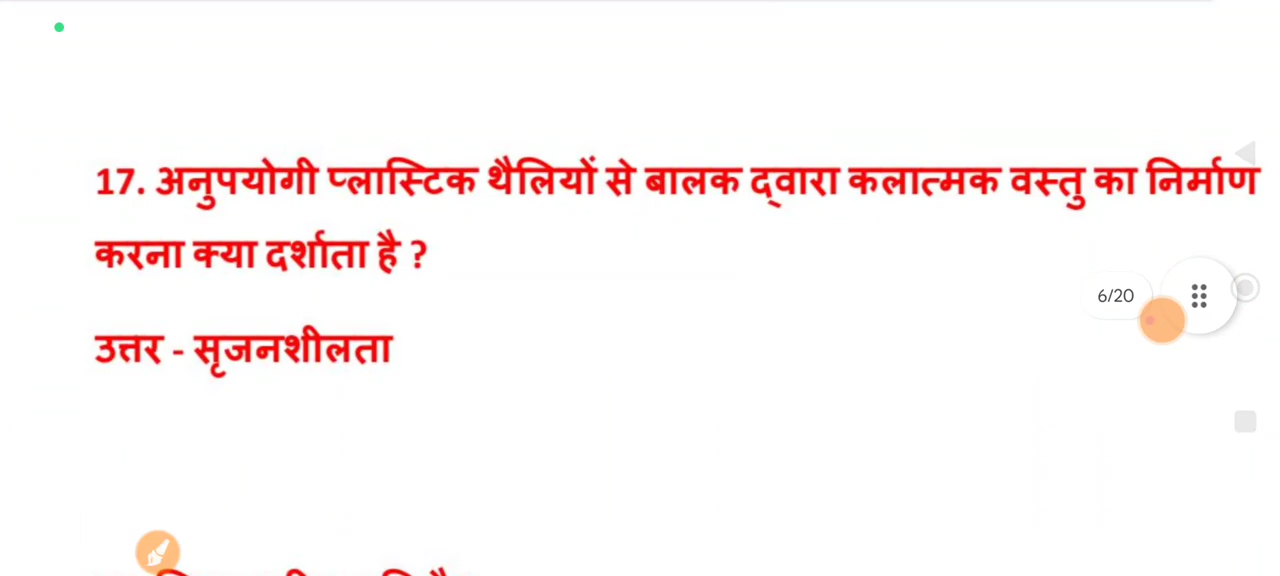 17. अनुपयोगी प्लास्टिक थैलियों से बालक द्वारा कलात्मक वस्तु का निर्माण
करना क्या दर्शाता है ?
6/20
उत्तर - सृजनशीलता